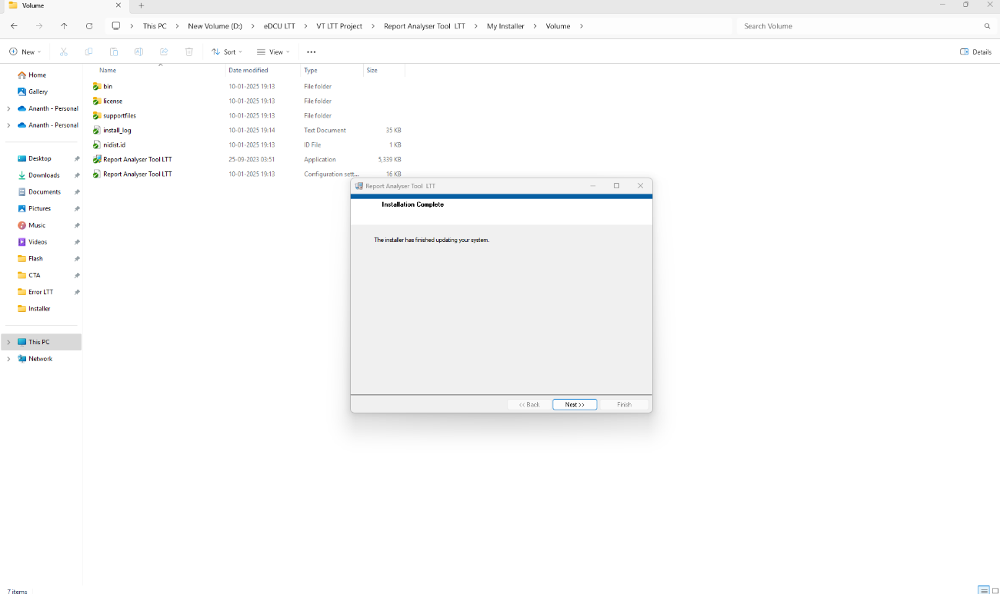 Volume
This PC > New Volume (D:) > eDCU LTT > VT LTT Project > Report Analyser Tool LTT > My Installer > Volume >
Search Volume
New
Sort
View
Details
Name Date modified Type Size
Home
Gallery
Ananth - Personal
Ananth - Personal
Desktop
Downloads
Documents
Pictures
Music
Videos
Flash
CTA
Error LTT
Installer
This PC
Network
bin 10-01-2025 19:13 File folder
license 10-01-2025 19:13 File folder
supportfiles 10-01-2025 19:13 File folder
install_log 10-01-2025 19:14 Text Document 35 KB
nidist.id 10-01-2025 19:13 ID File 1 KB
Report Analyser Tool LTT 25-09-2023 03:51 Application 5,339 KB
Report Analyser Tool LTT 10-01-2025 19:13 Configuration sett... 16 KB
Report Analyser Tool LTT
Installation Complete
The installer has finished updating your system.
<< Back Next >> Finish
7 items